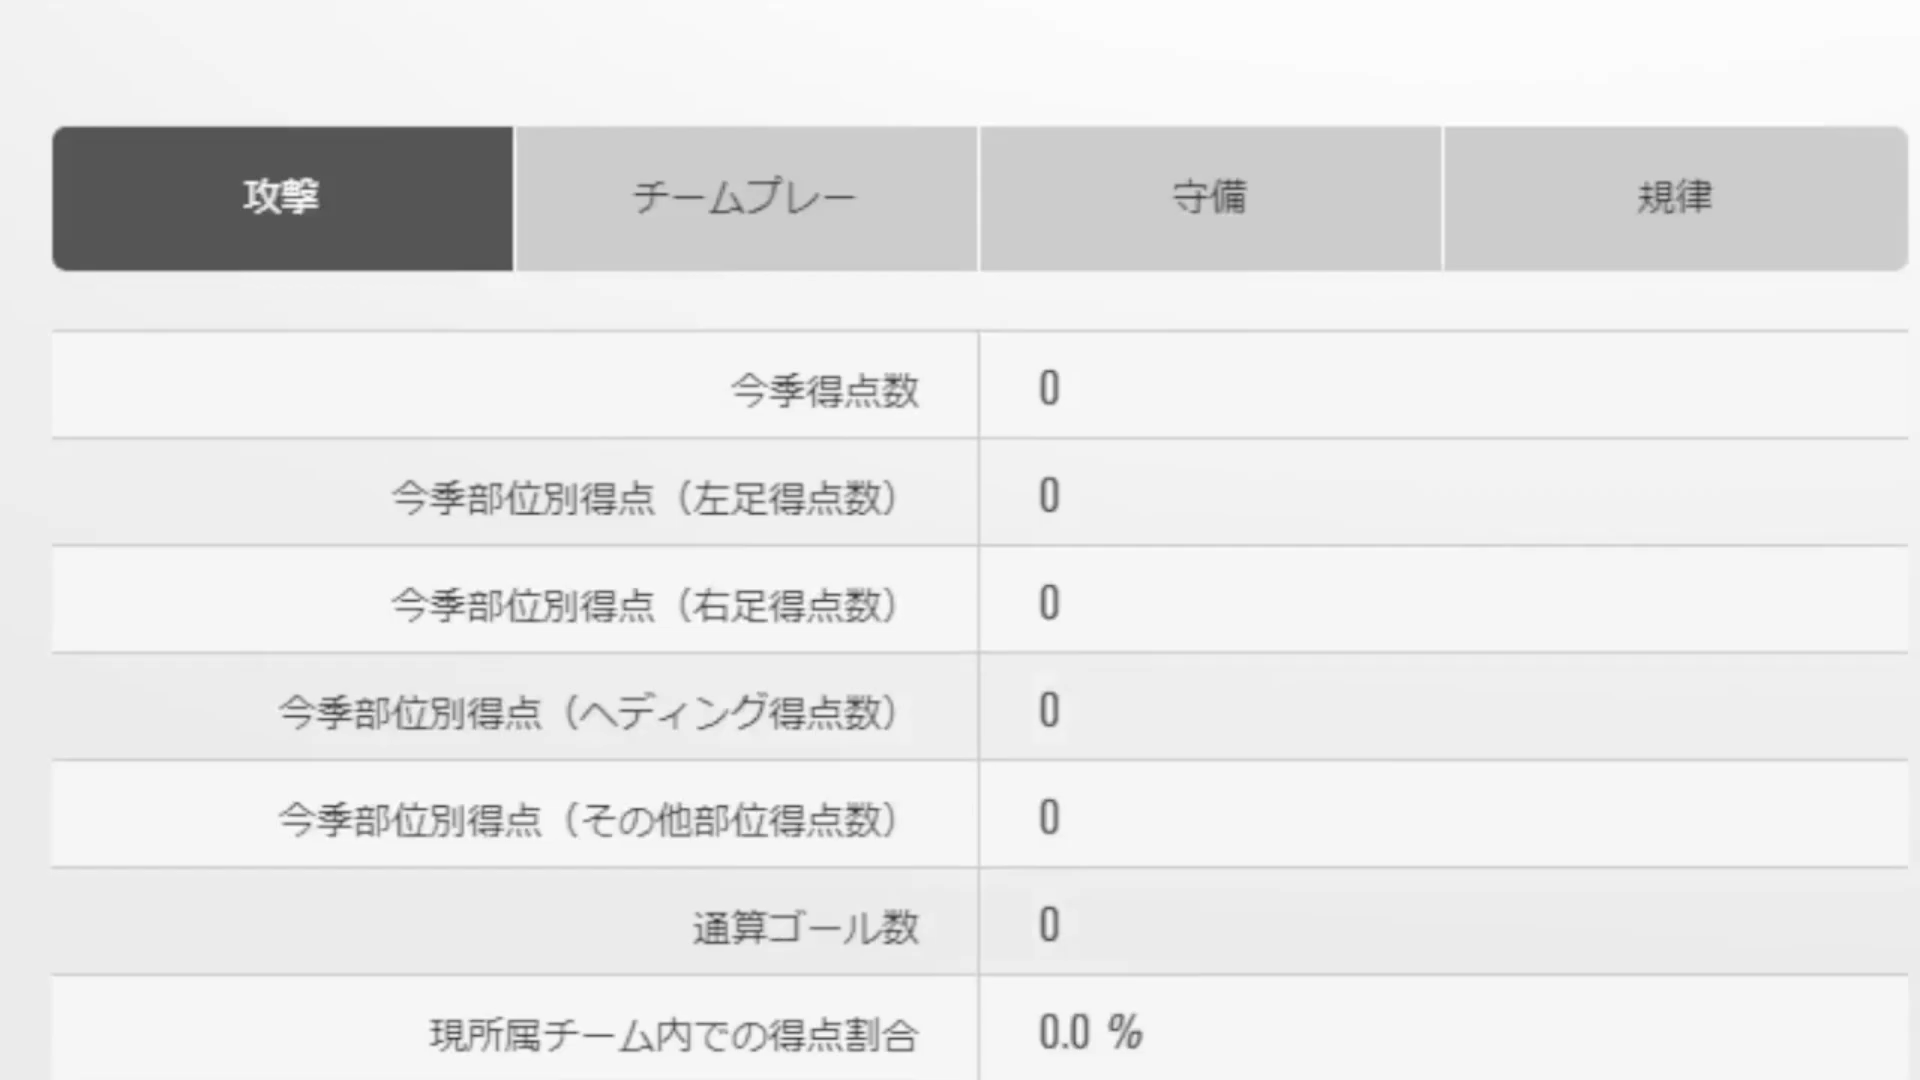 攻撃 チームプレー 守備 規律
今季得点数 0
今季部位別得点（左足得点数） 0
今季部位別得点（右足得点数） 0
今季部位別得点（ヘディング得点数） 0
今季部位別得点（その他部位得点数） 0
通算ゴール数 0
現所属チーム内での得点割合 0.0 %